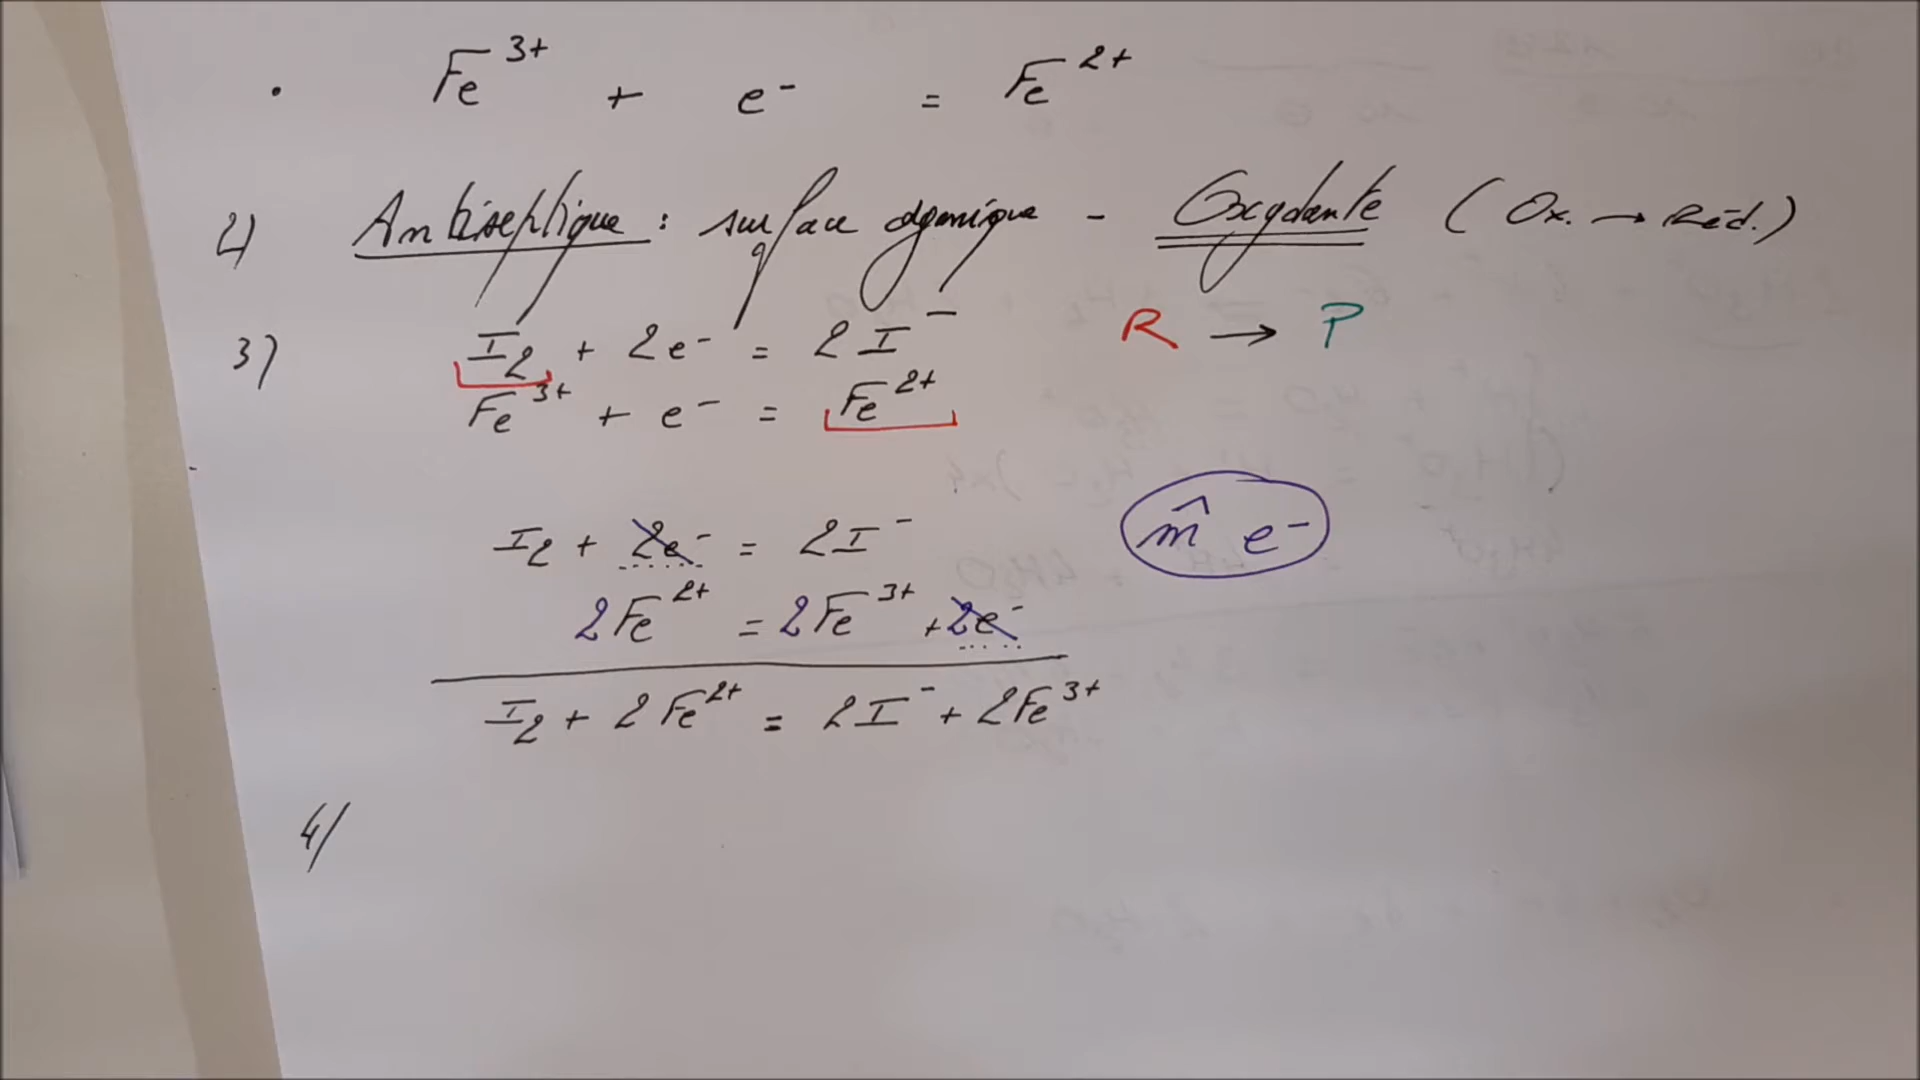 . Fe³⁺ + e⁻ = Fe²⁺
2) Antiseptique : surface - Oxydante (Ox. → Réd.)
3) I₂ + 2e⁻ = 2I⁻ R → P
Fe³⁺ + e⁻ = Fe²⁺
I₂ + 2e⁻ = 2I⁻ m̂ e⁻
2Fe²⁺ = 2Fe³⁺ + 2e⁻
I₂ + 2Fe²⁺ = 2I⁻ + 2Fe³⁺
4/